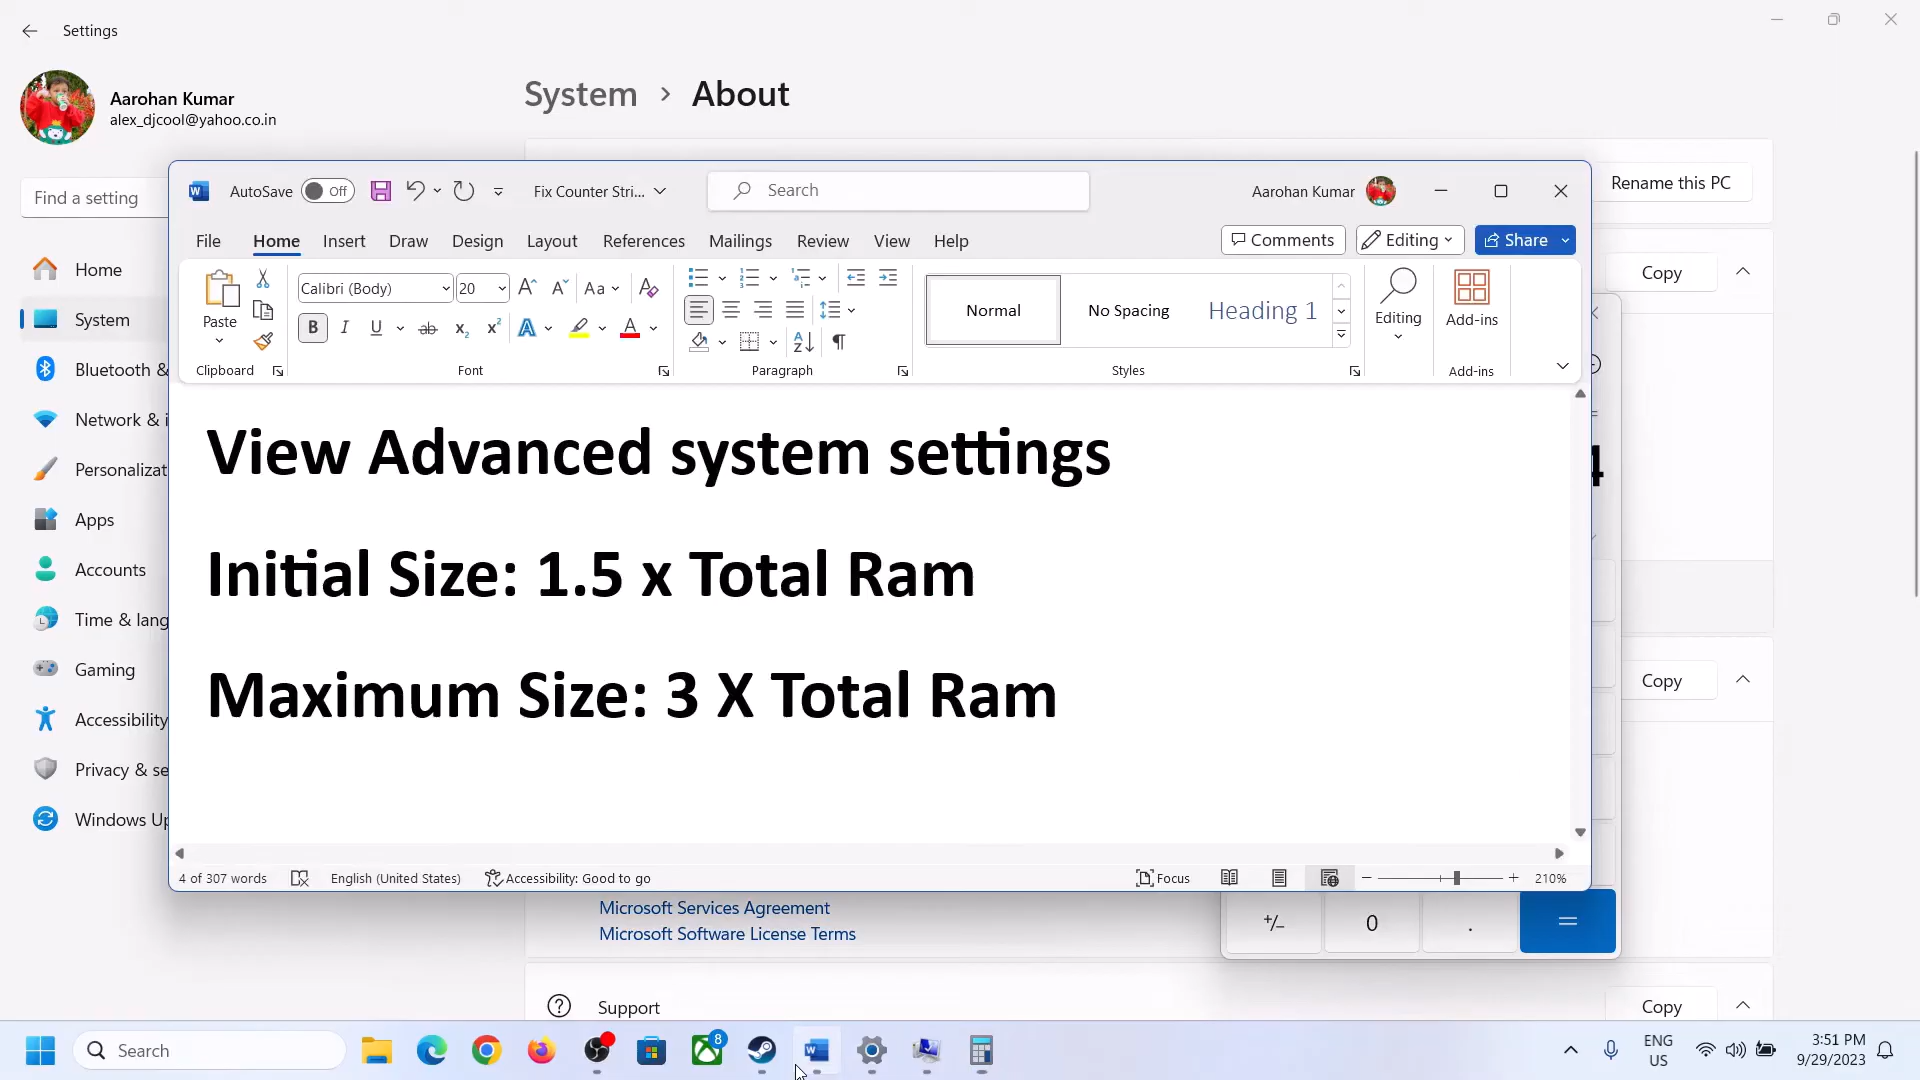 Settings
Aarohan Kumar
alex_djcool@yahoo.co.in
System > About
Find a setting
Rename this PC
AutoSave Off
Fix Counter Stri...
Search
Aarohan Kumar
File Home Insert Draw Design Layout References Mailings Review View Help
Comments Editing Share
Calibri (Body) 20
Paste
Normal No Spacing Heading 1
Editing
Add-ins
Clipboard Font Paragraph Styles Add-ins
Copy
Home
System
Bluetooth &
Network &
Personalizat
Apps
Accounts
Time & lang
Gaming
Accessibility
Privacy & se
Windows Up
View Advanced system settings
Initial Size: 1.5 x Total Ram
Maximum Size: 3 X Total Ram
Copy
4 of 307 words English (United States) Accessibility: Good to go Focus 210%
Microsoft Services Agreement
Microsoft Software License Terms
+/- 0 . =
Support
Copy
Search
8
ENG
US
3:51 PM
9/29/2023